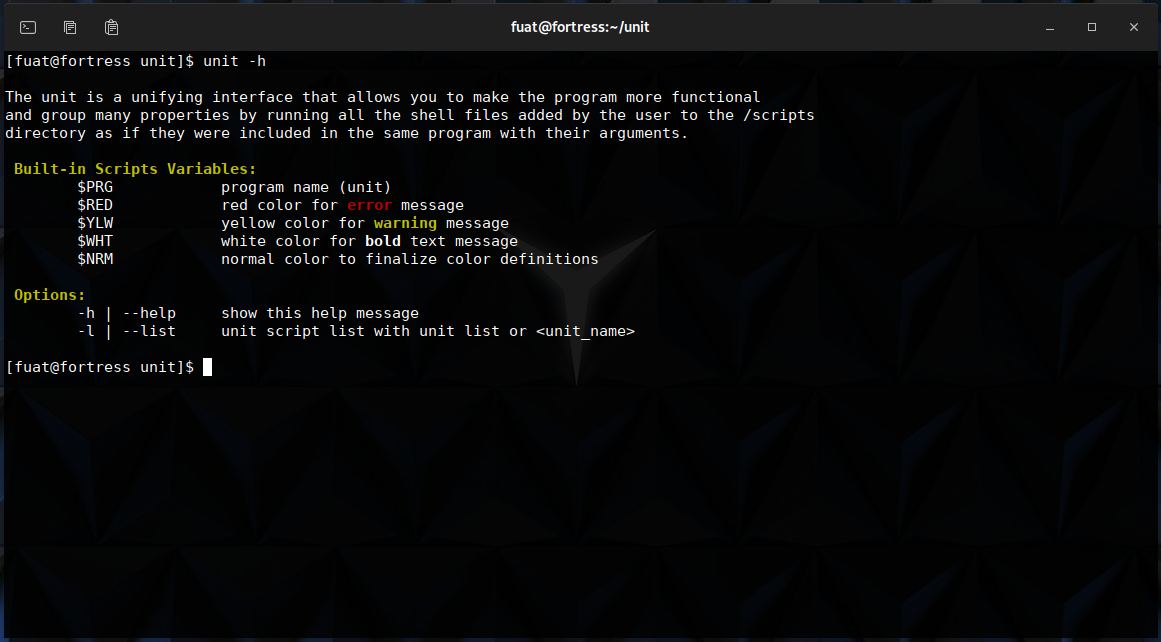 fuat@fortress:~/unit
[fuat@fortress unit]$ unit -h
The unit is a unifying interface that allows you to make the program more functional
and group many properties by running all the shell files added by the user to the /scripts
directory as if they were included in the same program with their arguments.
Built-in Scripts Variables:
$PRG program name (unit)
$RED red color for error message
$YLW yellow color for warning message
$WHT white color for bold text message
$NRM normal color to finalize color definitions
Options:
-h | --help show this help message
-l | --list unit script list with unit list or <unit_name>
[fuat@fortress unit]$